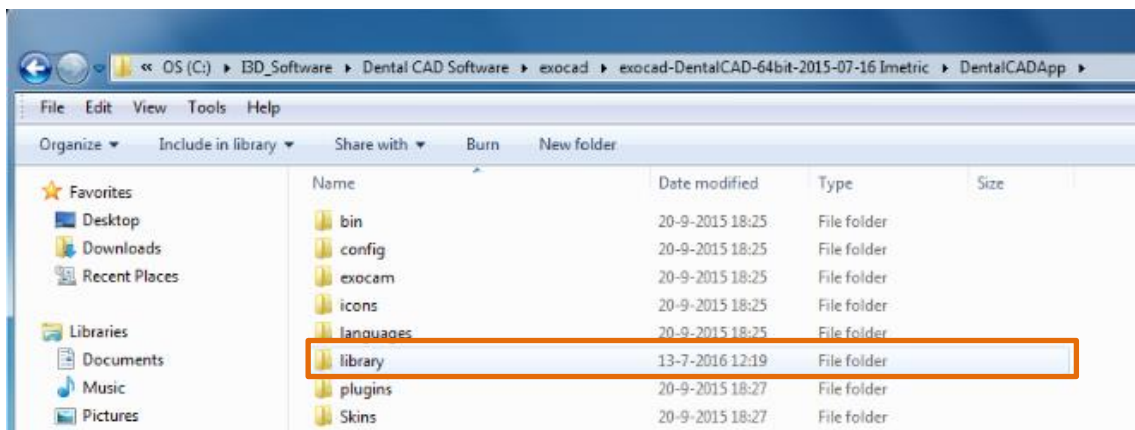 « OS (C:) ▸ I3D_Software ▸ Dental CAD Software ▸ exocad ▸ exocad-DentalCAD-64bit-2015-07-16 Imetric ▸ DentalCADApp ▸
File Edit View Tools Help
Organize ▾ Include in library ▾ Share with ▾ Burn New folder
Name Date modified Type Size
Favorites
Desktop bin 20-9-2015 18:25 File folder
Downloads config 20-9-2015 18:25 File folder
Recent Places exocam 20-9-2015 18:25 File folder
icons 20-9-2015 18:25 File folder
Libraries languages 20-9-2015 18:25 File folder
Documents library 13-7-2016 12:19 File folder
Music plugins 20-9-2015 18:27 File folder
Pictures Skins 20-9-2015 18:27 File folder